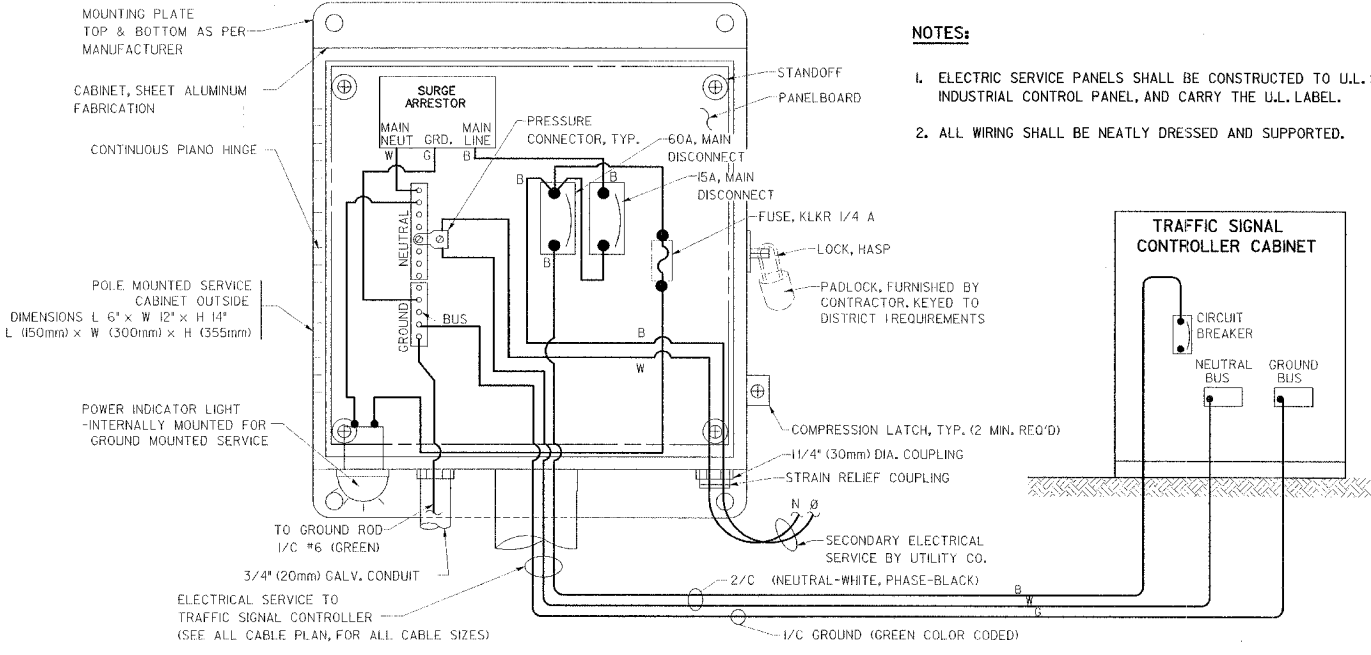 MOUNTING PLATE
TOP & BOTTOM AS PER
MANUFACTURER
CABINET, SHEET ALUMINUM
FABRICATION
CONTINUOUS PIANO HINGE
POLE MOUNTED SERVICE
CABINET OUTSIDE
DIMENSIONS L 6" x W 12" x H 14"
L (150mm) x W (300mm) x H (355mm)
POWER INDICATOR LIGHT
-INTERNALLY MOUNTED FOR
GROUND MOUNTED SERVICE
SURGE
ARRESTOR
MAIN
NEUT
GRD.
MAIN
LINE
W
G
B
PRESSURE
CONNECTOR, TYP.
STANDOFF
PANELBOARD
60A, MAIN
DISCONNECT
15A, MAIN
DISCONNECT
FUSE, KLKR 1/4 A
B
B
B
NEUTRAL
GROUND
BUS
B
W
LOCK, HASP
PADLOCK, FURNISHED BY
CONTRACTOR. KEYED TO
DISTRICT 1 REQUIREMENTS
COMPRESSION LATCH, TYP. (2 MIN. REQ'D)
1 1/4" (30mm) DIA. COUPLING
STRAIN RELIEF COUPLING
N Ø
SECONDARY ELECTRICAL
SERVICE BY UTILITY CO.
TO GROUND ROD
1/C #6 (GREEN)
3/4" (20mm) GALV. CONDUIT
ELECTRICAL SERVICE TO
TRAFFIC SIGNAL CONTROLLER
(SEE ALL CABLE PLAN, FOR ALL CABLE SIZES)
2/C (NEUTRAL-WHITE, PHASE-BLACK)
B
W
G
1/C GROUND (GREEN COLOR CODED)
NOTES:
1. ELECTRIC SERVICE PANELS SHALL BE CONSTRUCTED TO U.L.
INDUSTRIAL CONTROL PANEL, AND CARRY THE U.L. LABEL.
2. ALL WIRING SHALL BE NEATLY DRESSED AND SUPPORTED.
TRAFFIC SIGNAL
CONTROLLER CABINET
CIRCUIT
BREAKER
NEUTRAL
BUS
GROUND
BUS